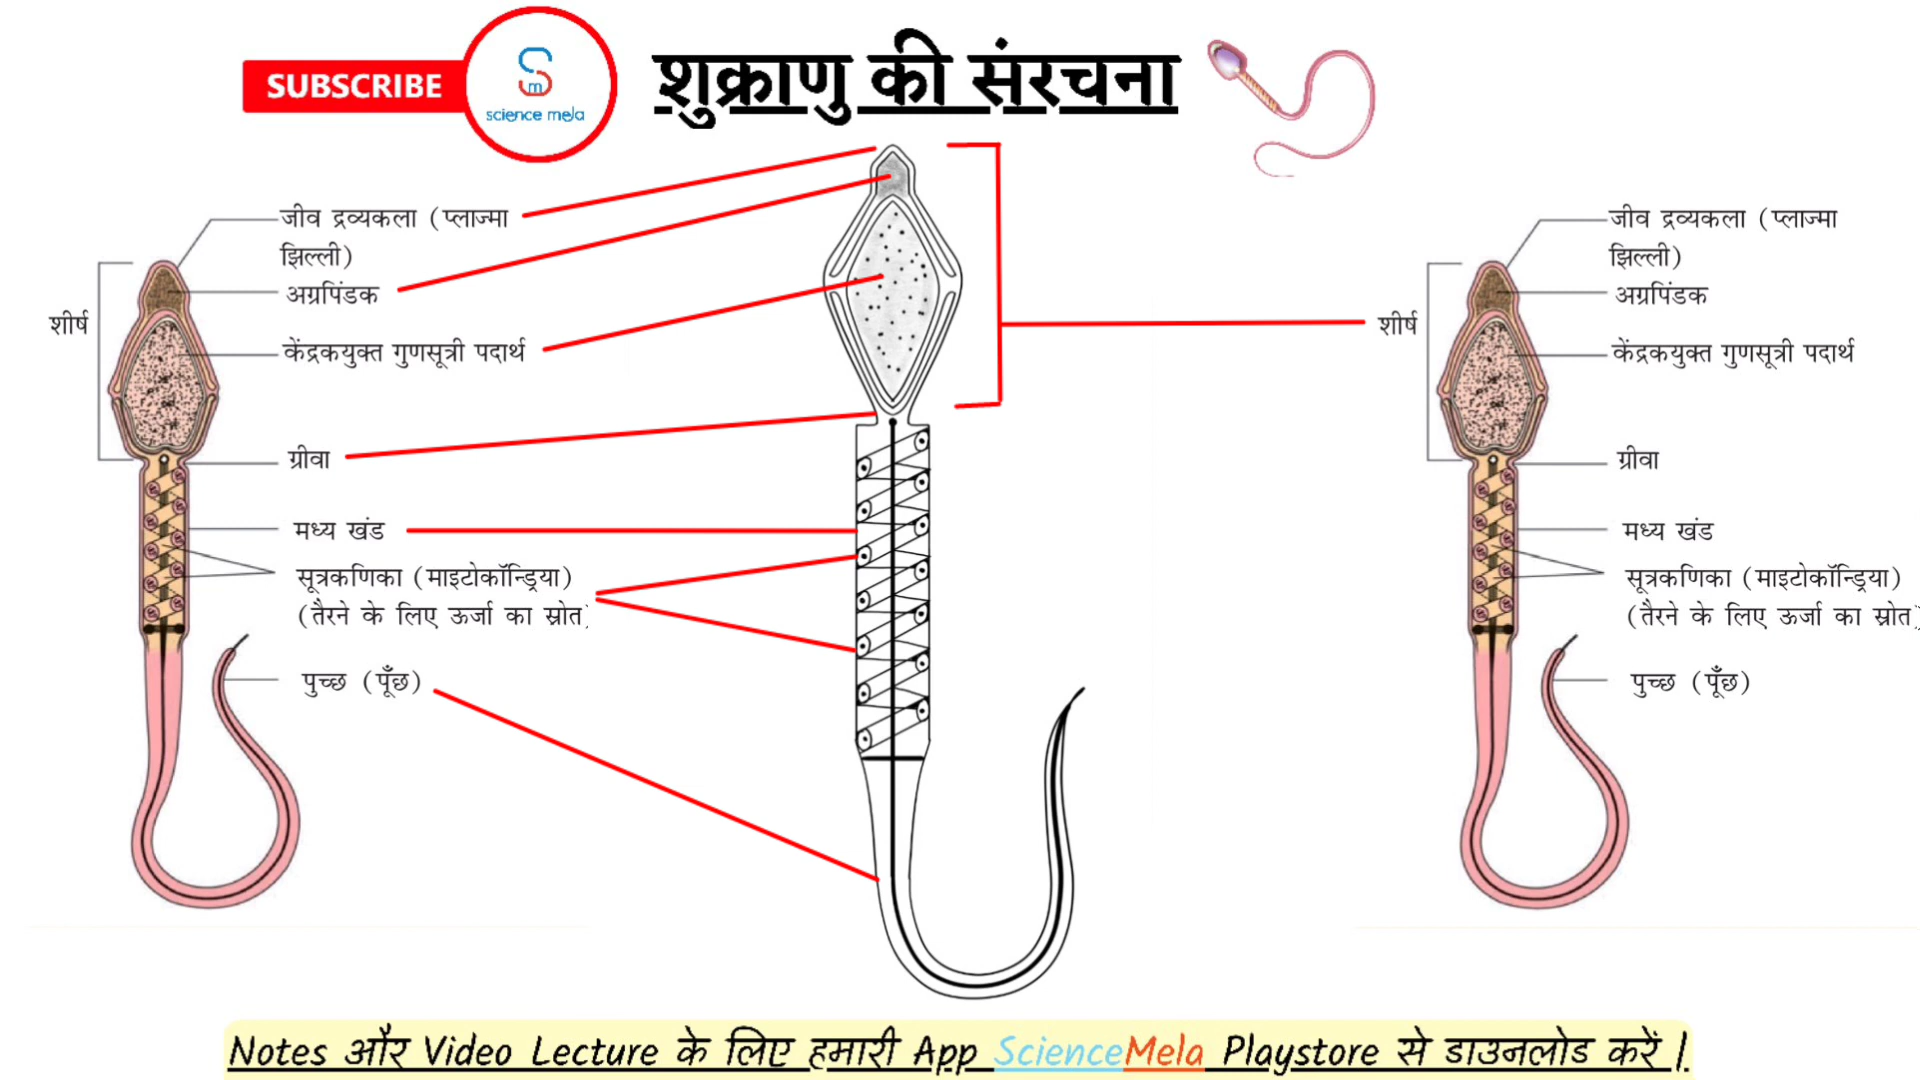 SUBSCRIBE
science mela
शुक्राणु की संरचना
जीव द्रव्यकला (प्लाज्मा
झिल्ली)
अग्रपिंडक
शीर्ष
केंद्रकयुक्त गुणसूत्री पदार्थ
ग्रीवा
मध्य खंड
सूत्रकणिका (माइटोकॉन्ड्रिया)
(तैरने के लिए ऊर्जा का स्रोत)
पुच्छ (पूँछ)
जीव द्रव्यकला (प्लाज्मा
झिल्ली)
अग्रपिंडक
शीर्ष
केंद्रकयुक्त गुणसूत्री पदार्थ
ग्रीवा
मध्य खंड
सूत्रकणिका (माइटोकॉन्ड्रिया)
(तैरने के लिए ऊर्जा का स्रोत)
पुच्छ (पूँछ)
Notes और Video Lecture के लिए हमारी App ScienceMela Playstore से डाउनलोड करें |